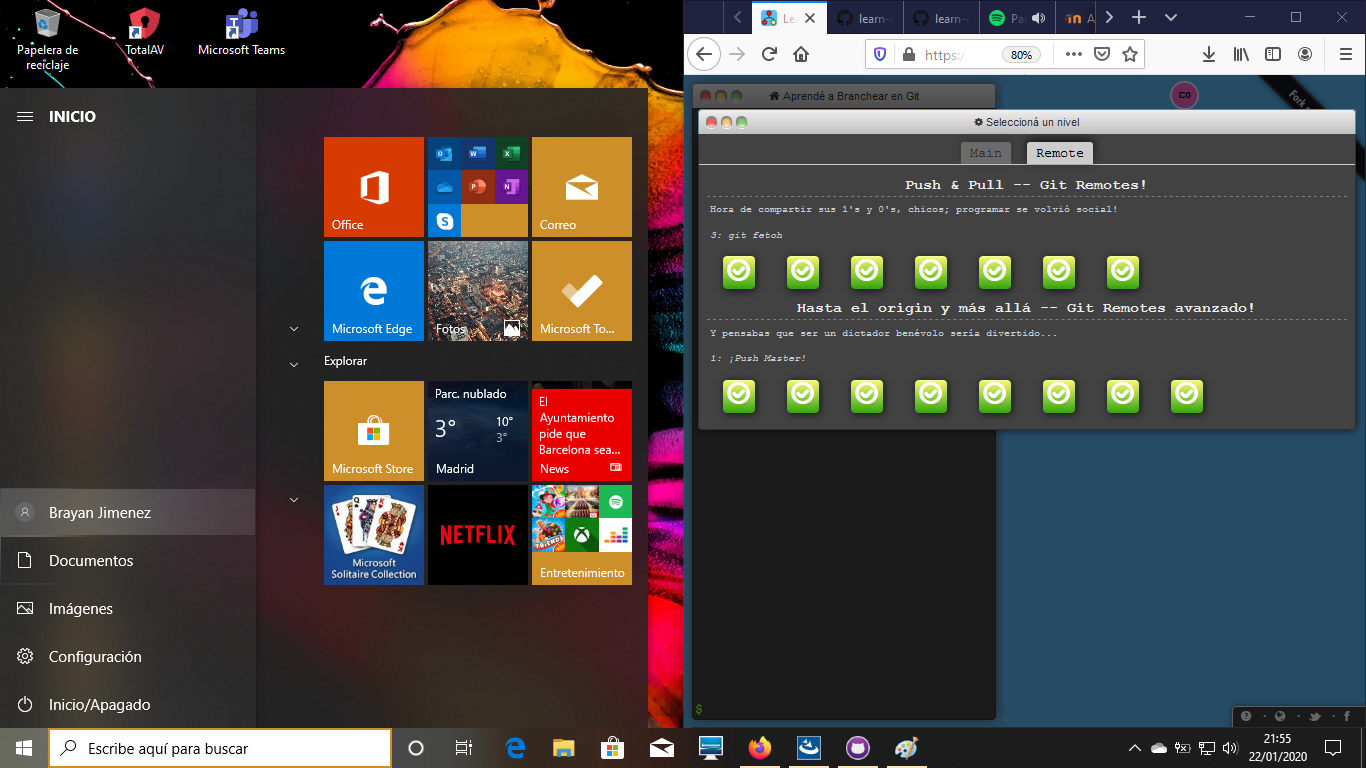 Papelera de
reciclaje
TotalAV
Microsoft Teams
INICIO
Office
Correo
Microsoft Edge
Fotos
Microsoft To...
Explorar
Microsoft Store
Parc. nublado
3°
10°
3°
Madrid
El
Ayuntamiento
pide que
Barcelona sea...
News
Microsoft
Solitaire Collection
NETFLIX
Entretenimiento
Brayan Jimenez
Documentos
Imágenes
Configuración
Inicio/Apagado
Escribe aquí para buscar
Le
learn-
learn-
Pa
A
https:/
80%
Aprendé a Branchear en Git
CO
Fork
Seleccioná un nivel
Main
Remote
Push & Pull -- Git Remotes!
Hora de compartir sus 1's y 0's, chicos; programar se volvió social!
3: git fetch
Hasta el origin y más allá -- Git Remotes avanzado!
Y pensabas que ser un dictador benévolo sería divertido...
1: ¡Push Master!
$
21:55
22/01/2020